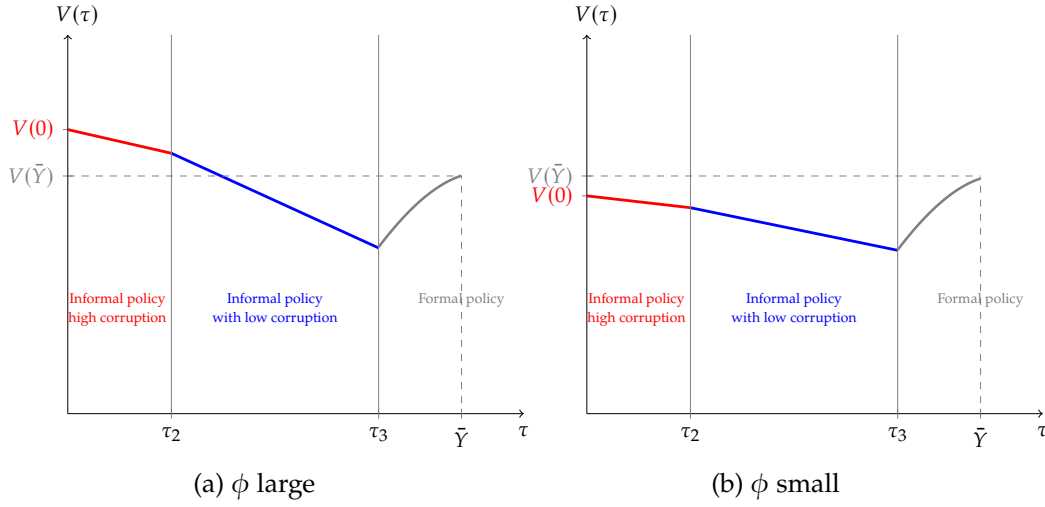 V(τ)
V(0)
V(Ȳ)
Informal policy
high corruption
Informal policy
with low corruption
Formal policy
τ₂
τ₃
Ȳ
τ
(a) ϕ large
V(τ)
V(Ȳ)
V(0)
Informal policy
high corruption
Informal policy
with low corruption
Formal policy
τ₂
τ₃
Ȳ
τ
(b) ϕ small